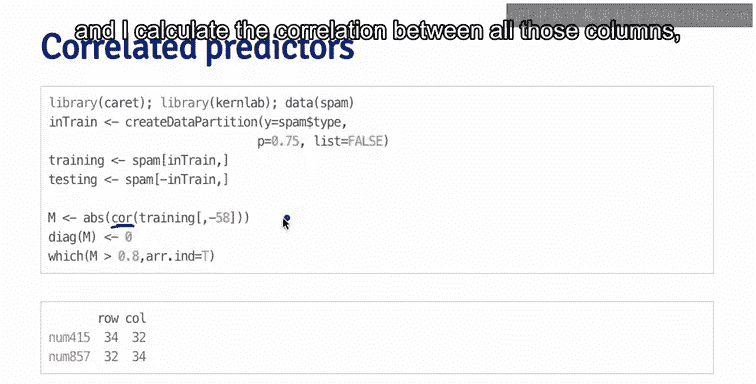 and I calculate the correlation between all those columns,
Correlated predictors
library(caret); library(kernlab); data(spam)
inTrain <- createDataPartition(y=spam$type,
p=0.75, list=FALSE)
training <- spam[inTrain,]
testing <- spam[-inTrain,]
M <- abs(cor(training[,-58]))
diag(M) <- 0
which(M > 0.8,arr.ind=T)
row col
num415 34 32
num857 32 34